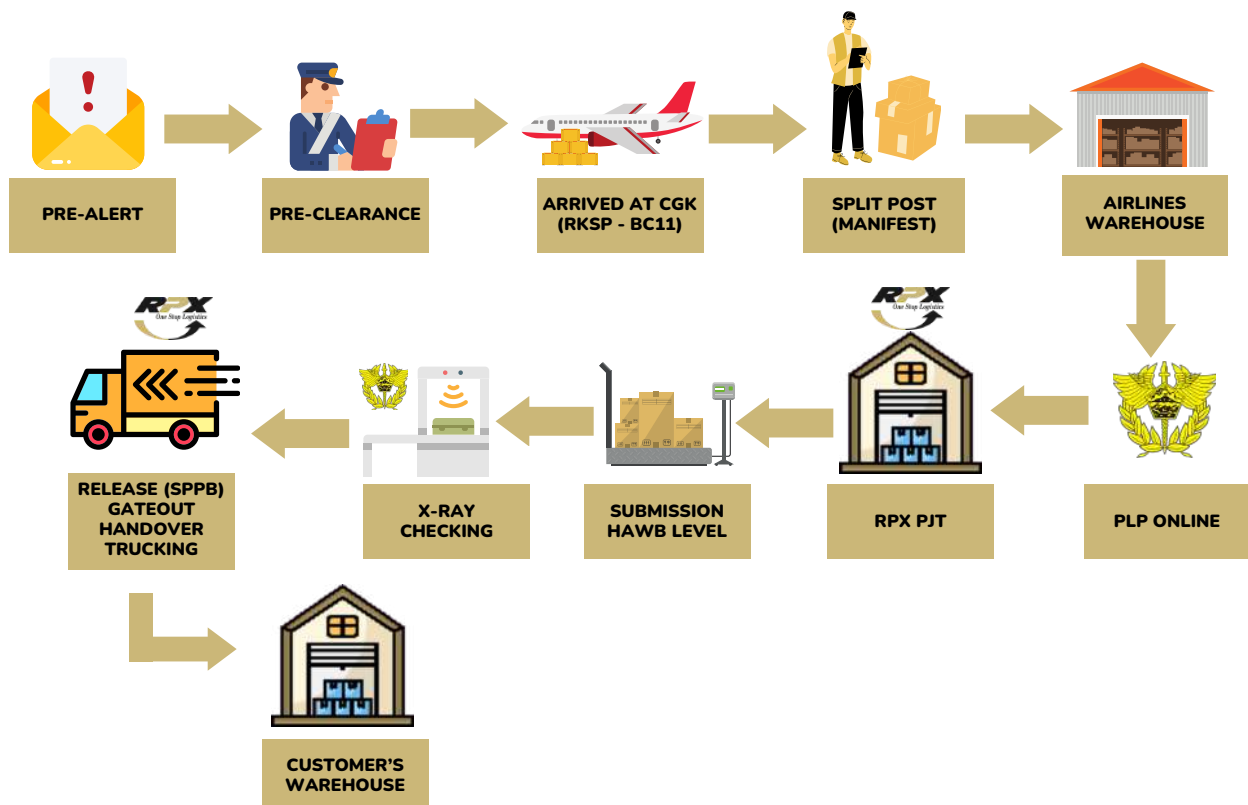 PRE-ALERT
PRE-CLEARANCE
ARRIVED AT CGK
(RKSP - BC11)
SPLIT POST
(MANIFEST)
AIRLINES
WAREHOUSE
RPX
One Stop Logistics
RELEASE (SPPB)
GATEOUT
HANDOVER
TRUCKING
X-RAY
CHECKING
SUBMISSION
HAWB LEVEL
RPX
One Stop Logistics
RPX PJT
PLP ONLINE
CUSTOMER’S
WAREHOUSE